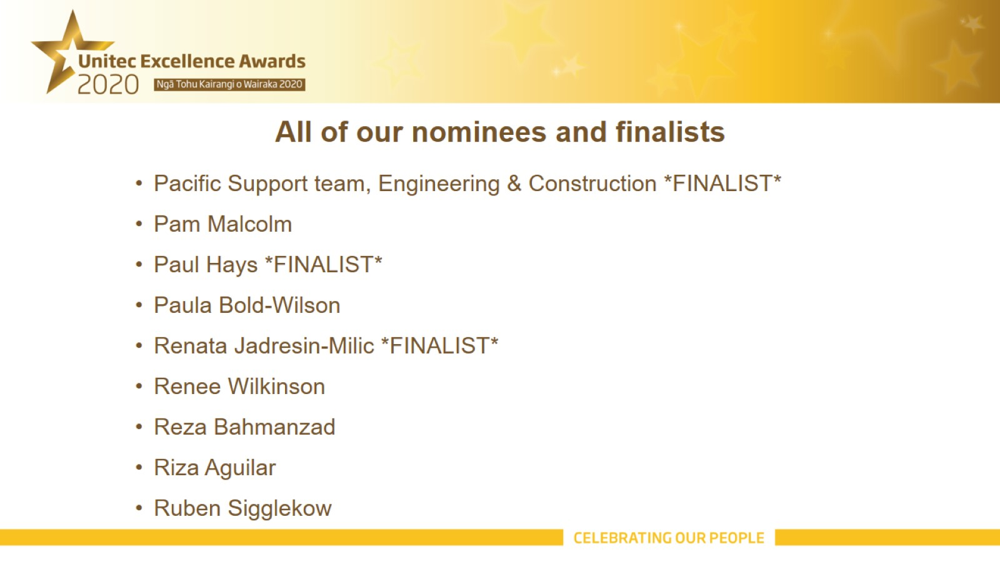 Unitec Excellence Awards
2020 Ngā Tohu Kairangi o Wairaka 2020
All of our nominees and finalists
• Pacific Support team, Engineering & Construction *FINALIST*
• Pam Malcolm
• Paul Hays *FINALIST*
• Paula Bold-Wilson
• Renata Jadresin-Milic *FINALIST*
• Renee Wilkinson
• Reza Bahmanzad
• Riza Aguilar
• Ruben Sigglekow
CELEBRATING OUR PEOPLE